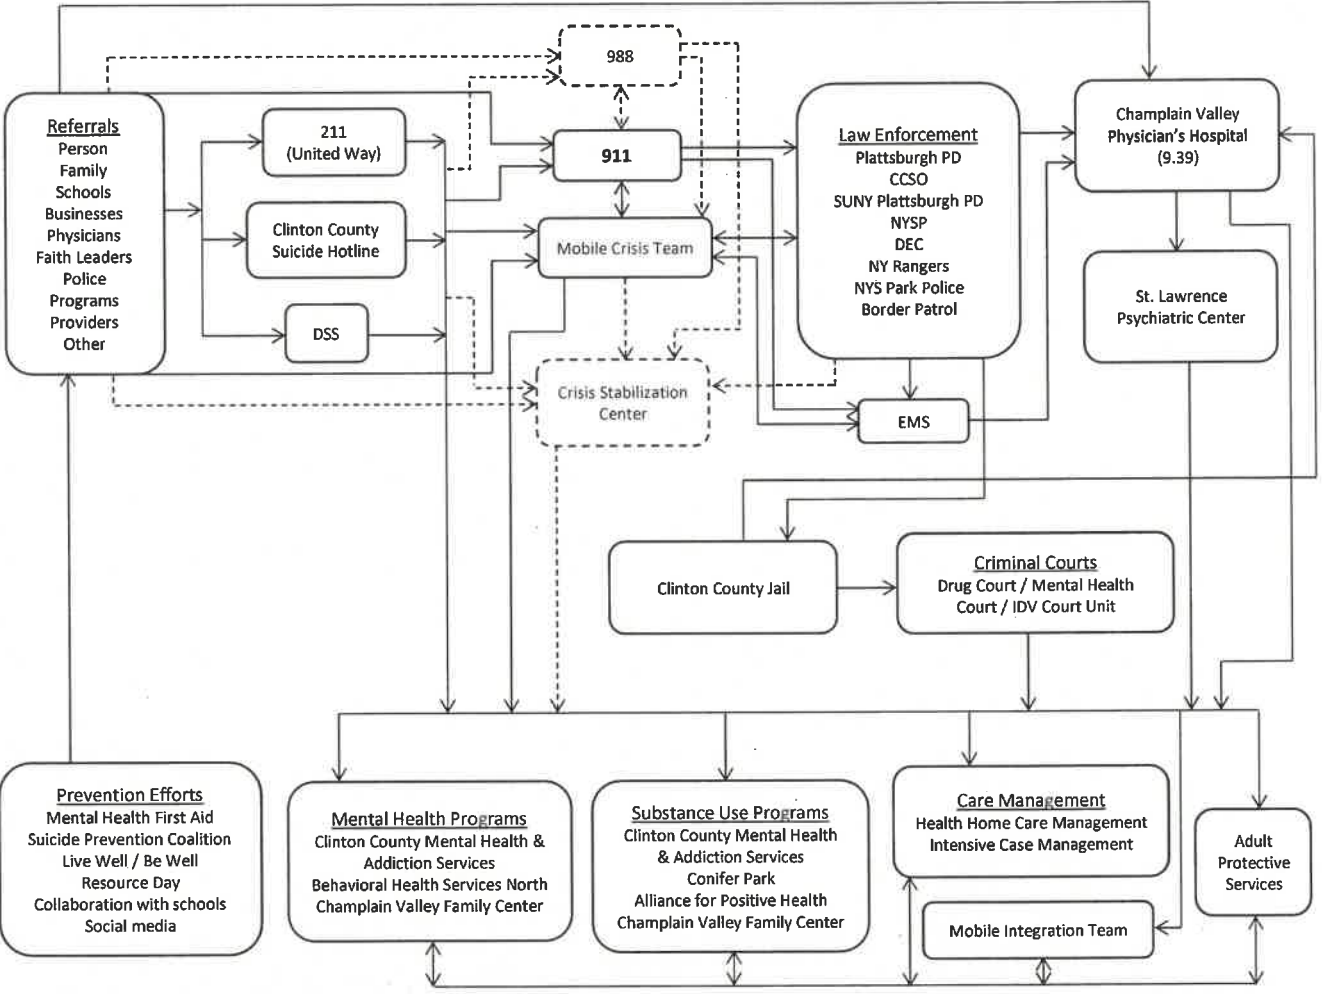 988
Referrals
Person
Family
Schools
Businesses
Physicians
Faith Leaders
Police
Programs
Providers
Other
211
(United Way)
Clinton County
Suicide Hotline
DSS
911
Mobile Crisis Team
Crisis Stabilization
Center
Law Enforcement
Plattsburgh PD
CCSO
SUNY Plattsburgh PD
NYSP
DEC
NY Rangers
NYS Park Police
Border Patrol
EMS
Champlain Valley
Physician's Hospital
(9.39)
St. Lawrence
Psychiatric Center
Clinton County Jail
Criminal Courts
Drug Court / Mental Health
Court / IDV Court Unit
Prevention Efforts
Mental Health First Aid
Suicide Prevention Coalition
Live Well / Be Well
Resource Day
Collaboration with schools
Social media
Mental Health Programs
Clinton County Mental Health &
Addiction Services
Behavioral Health Services North
Champlain Valley Family Center
Substance Use Programs
Clinton County Mental Health
& Addiction Services
Conifer Park
Alliance for Positive Health
Champlain Valley Family Center
Care Management
Health Home Care Management
Intensive Case Management
Mobile Integration Team
Adult
Protective
Services